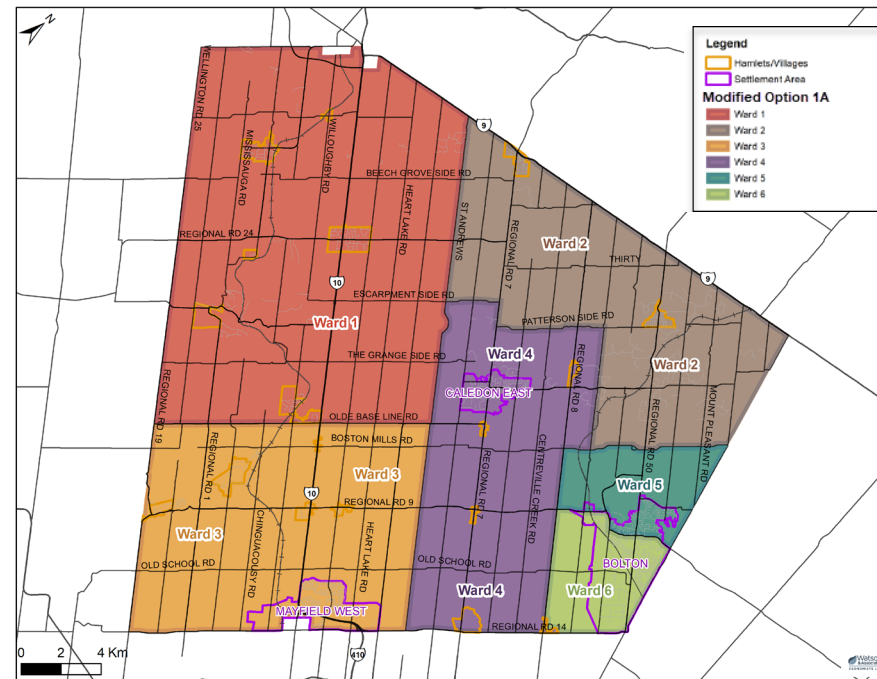 N
Legend
Hamlets/Villages
Settlement Area
Modified Option 1A
Ward 1
Ward 2
Ward 3
Ward 4
Ward 5
Ward 6
WELLINGTON RD 25
MISSISSAUGA RD
WILLOUGHBY RD
9
BEECH GROVE SIDE RD
HEART LAKE RD
ST ANDREWS
REGIONAL RD 7
REGIONAL RD 24
Ward 2
THIRTY
10
9
ESCARPMENT SIDE RD
Ward 1
PATTERSON SIDE RD
THE GRANGE SIDE RD
Ward 4
REGIONAL RD 8
Ward 2
CALEDON EAST
REGIONAL RD 19
MOUNT PLEASANT RD
REGIONAL RD 50
OLDE BASE LINE RD
BOSTON MILLS RD
CENTREVILLE CREEK RD
REGIONAL RD 1
Ward 3
REGIONAL RD 7
Ward 5
10
REGIONAL RD 9
CHINGUACOUSY RD
HEART LAKE RD
Ward 3
OLD SCHOOL RD
OLD SCHOOL RD
BOLTON
Ward 4
Ward 6
MAYFIELD WEST
REGIONAL RD 14
410
0 2 4 Km